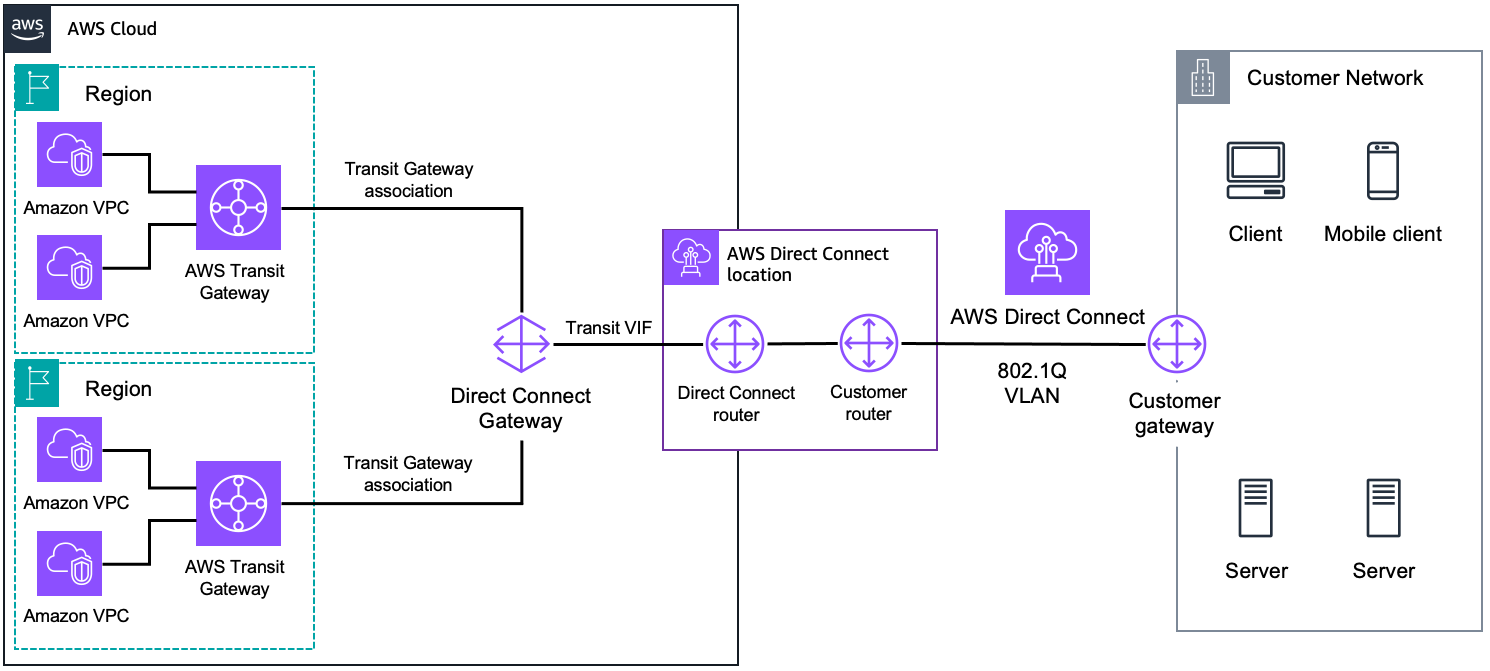 aws
AWS Cloud
Region
Amazon VPC
Amazon VPC
AWS Transit
Gateway
Transit Gateway
association
Region
Amazon VPC
Amazon VPC
AWS Transit
Gateway
Transit Gateway
association
Direct Connect
Gateway
Transit VIF
AWS Direct Connect
location
Direct Connect
router
Customer
router
AWS Direct Connect
802.1Q
VLAN
Customer
gateway
Customer Network
Client
Mobile client
Server
Server